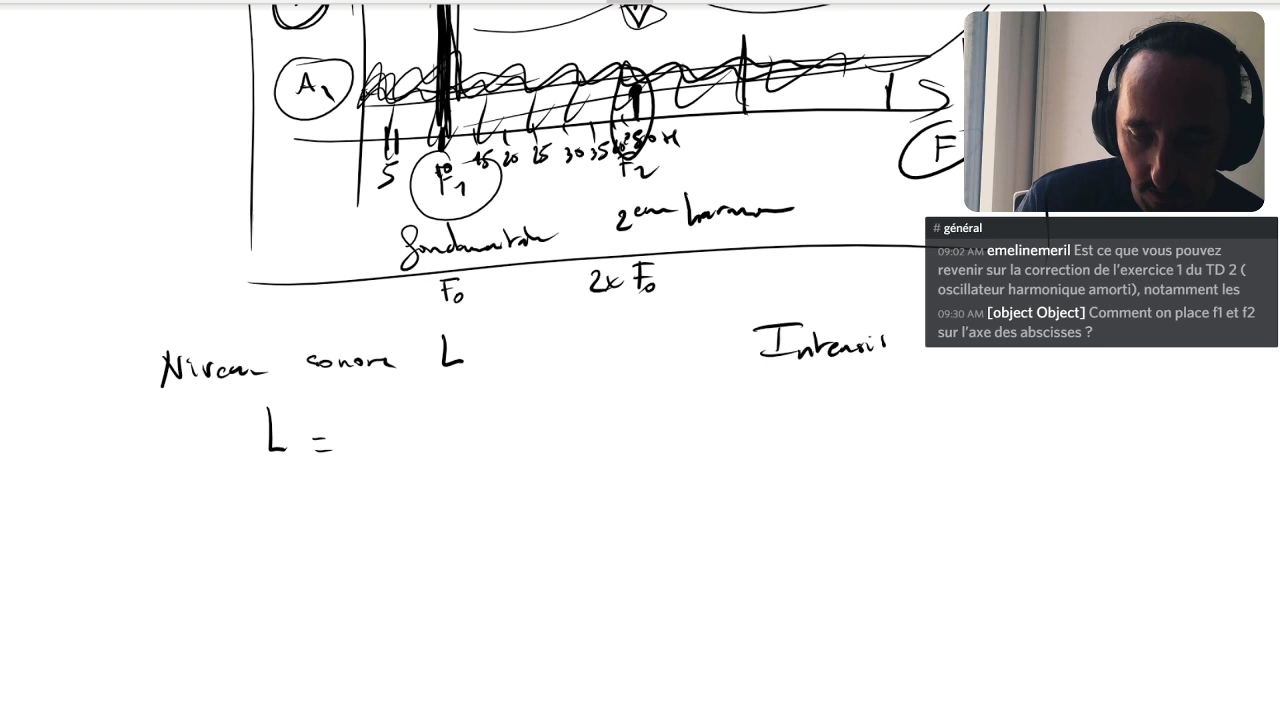 A₁
5 10 15 20 25 30 35 40 H
F₁ F₂ F
fondamentale 2ème harmo
F₀ 2x F₀
Niveau sonore L Intensi
L =
# général
09:02 AM emelinemeril Est ce que vous pouvez
revenir sur la correction de l'exercice 1 du TD 2 (
oscillateur harmonique amorti), notamment les
09:30 AM [object Object] Comment on place f1 et f2
sur l'axe des abscisses ?